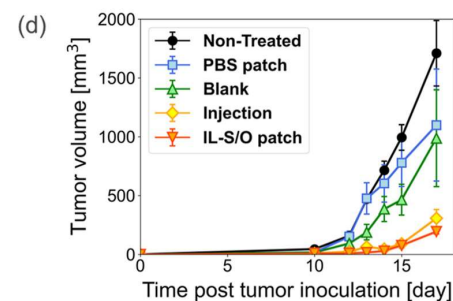 (d)
Tumor volume [mm³]
2000
1500
1000
500
0
Non-Treated
PBS patch
Blank
Injection
IL-S/O patch
0 5 10 15
Time post tumor inoculation [day]